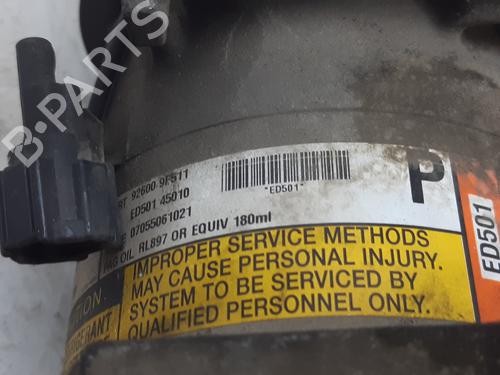 B-PARTS
92600 9F511
ED501 45010
07055061021
OIL RL897 OR EQUIV 180ml
"ED501"
P
ED501
IMPROPER SERVICE METHODS
MAY CAUSE PERSONAL INJURY.
SYSTEM TO BE SERVICED BY
QUALIFIED PERSONNEL ONLY.